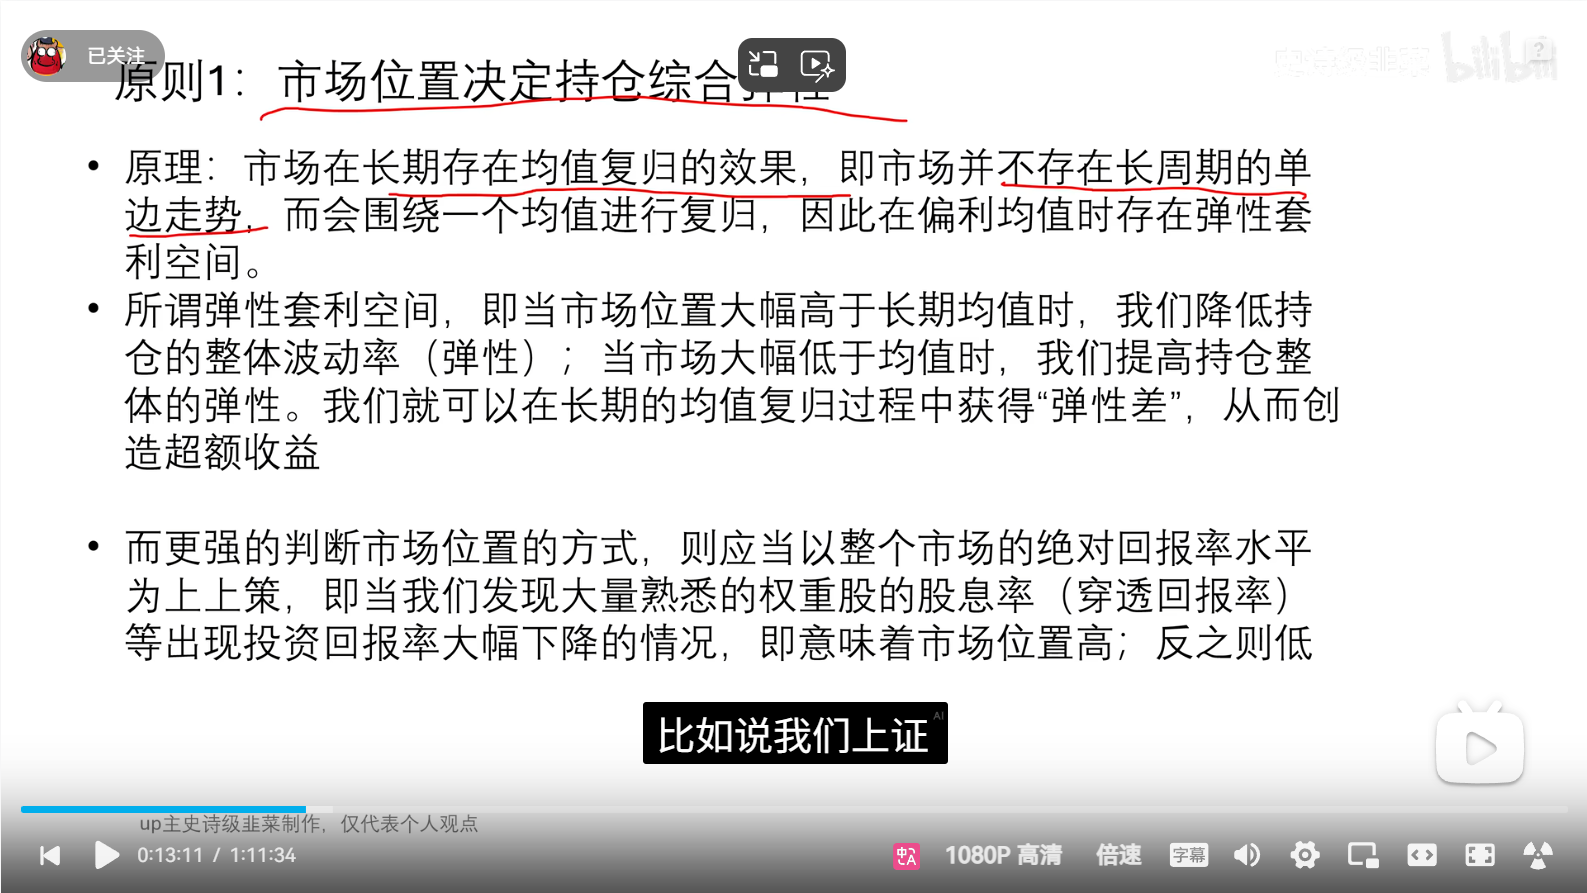 已关注
原则1：市场位置决定持仓综合弹性
史诗级韭菜 bilibili
• 原理：市场在长期存在均值复归的效果，即市场并不存在长周期的单
边走势，而会围绕一个均值进行复归，因此在偏利均值时存在弹性套
利空间。
• 所谓弹性套利空间，即当市场位置大幅高于长期均值时，我们降低持
仓的整体波动率（弹性）；当市场大幅低于均值时，我们提高持仓整
体的弹性。我们就可以在长期的均值复归过程中获得“弹性差”，从而创
造超额收益
• 而更强的判断市场位置的方式，则应当以整个市场的绝对回报率水平
为上上策，即当我们发现大量熟悉的权重股的股息率（穿透回报率）
等出现投资回报率大幅下降的情况，即意味着市场位置高；反之则低
比如说我们上证
AI
up主史诗级韭菜制作，仅代表个人观点
0:13:11 / 1:11:34
中A
1080P 高清
倍速
字幕